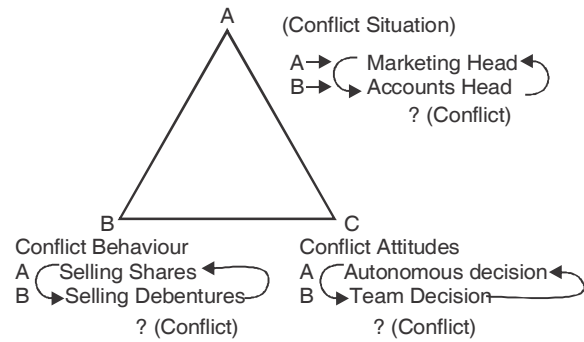 A
(Conflict Situation)
A Marketing Head
B Accounts Head
? (Conflict)
B C
Conflict Behaviour
A Selling Shares
B Selling Debentures
? (Conflict)
Conflict Attitudes
A Autonomous decision
B Team Decision
? (Conflict)